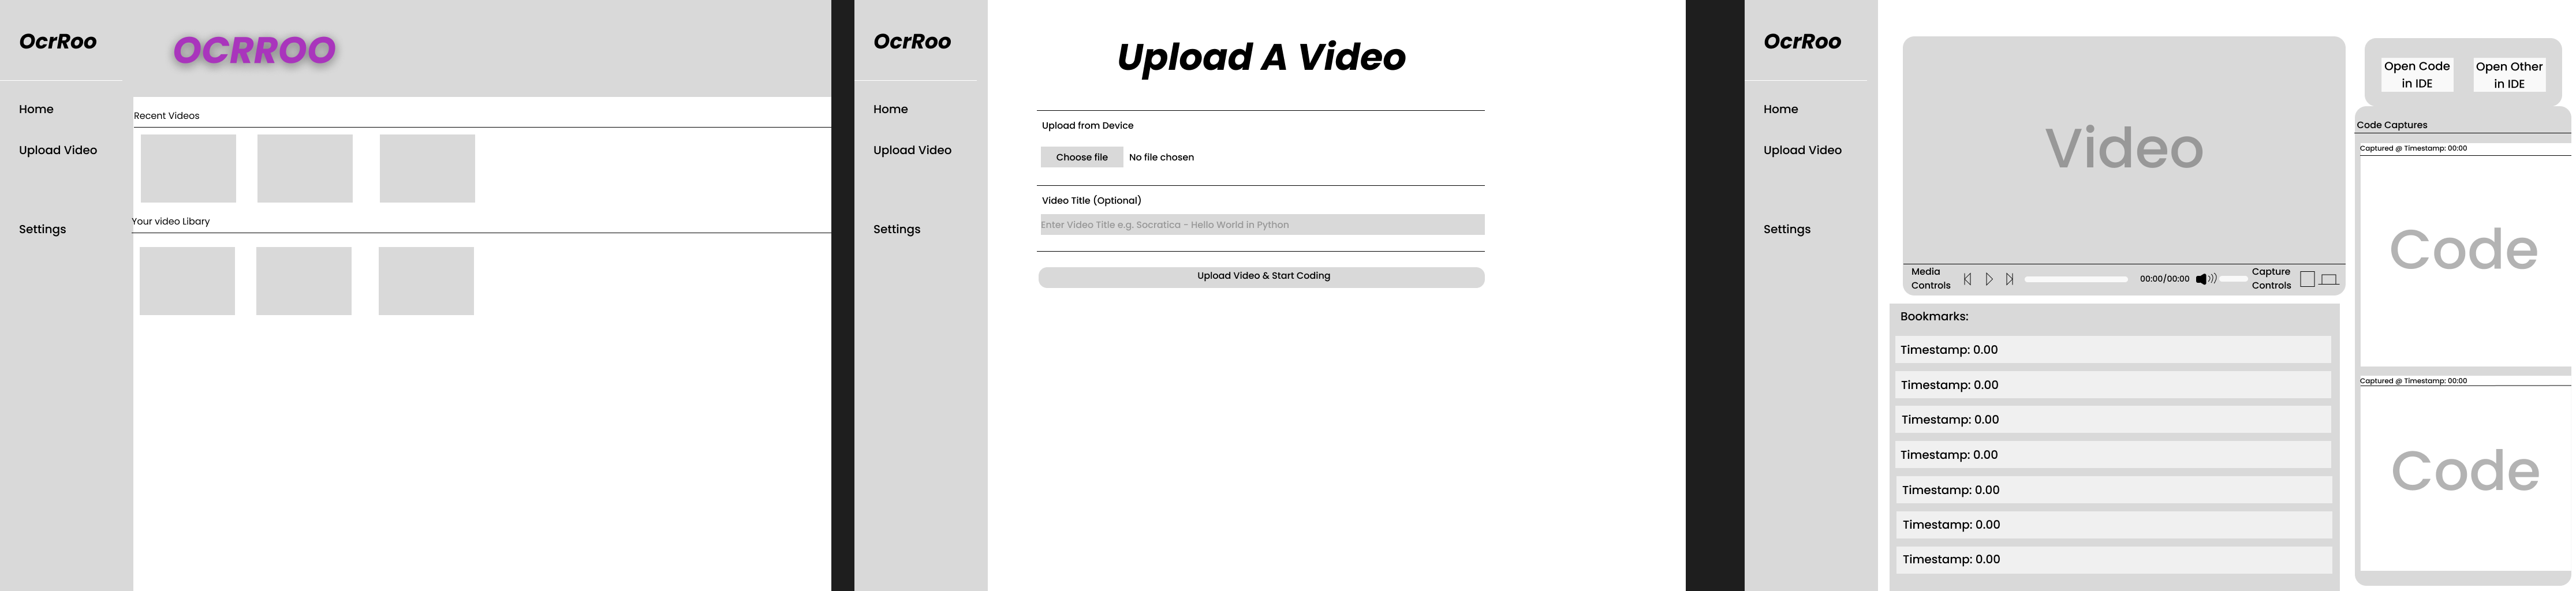 OcrRoo
Home
Upload Video
Settings
OCRROO
Recent Videos
Your video Libary
OcrRoo
Home
Upload Video
Settings
Upload A Video
Upload from Device
Choose file
No file chosen
Video Title (Optional)
Enter Video Title e.g. Socratica - Hello World in Python
Upload Video & Start Coding
OcrRoo
Home
Upload Video
Settings
Video
Media
Controls
00:00/00:00
Capture
Controls
Bookmarks:
Timestamp: 0.00
Timestamp: 0.00
Timestamp: 0.00
Timestamp: 0.00
Timestamp: 0.00
Timestamp: 0.00
Timestamp: 0.00
Open Code
in IDE
Open Other
in IDE
Code Captures
Captured @ Timestamp: 00:00
Code
Captured @ Timestamp: 00:00
Code